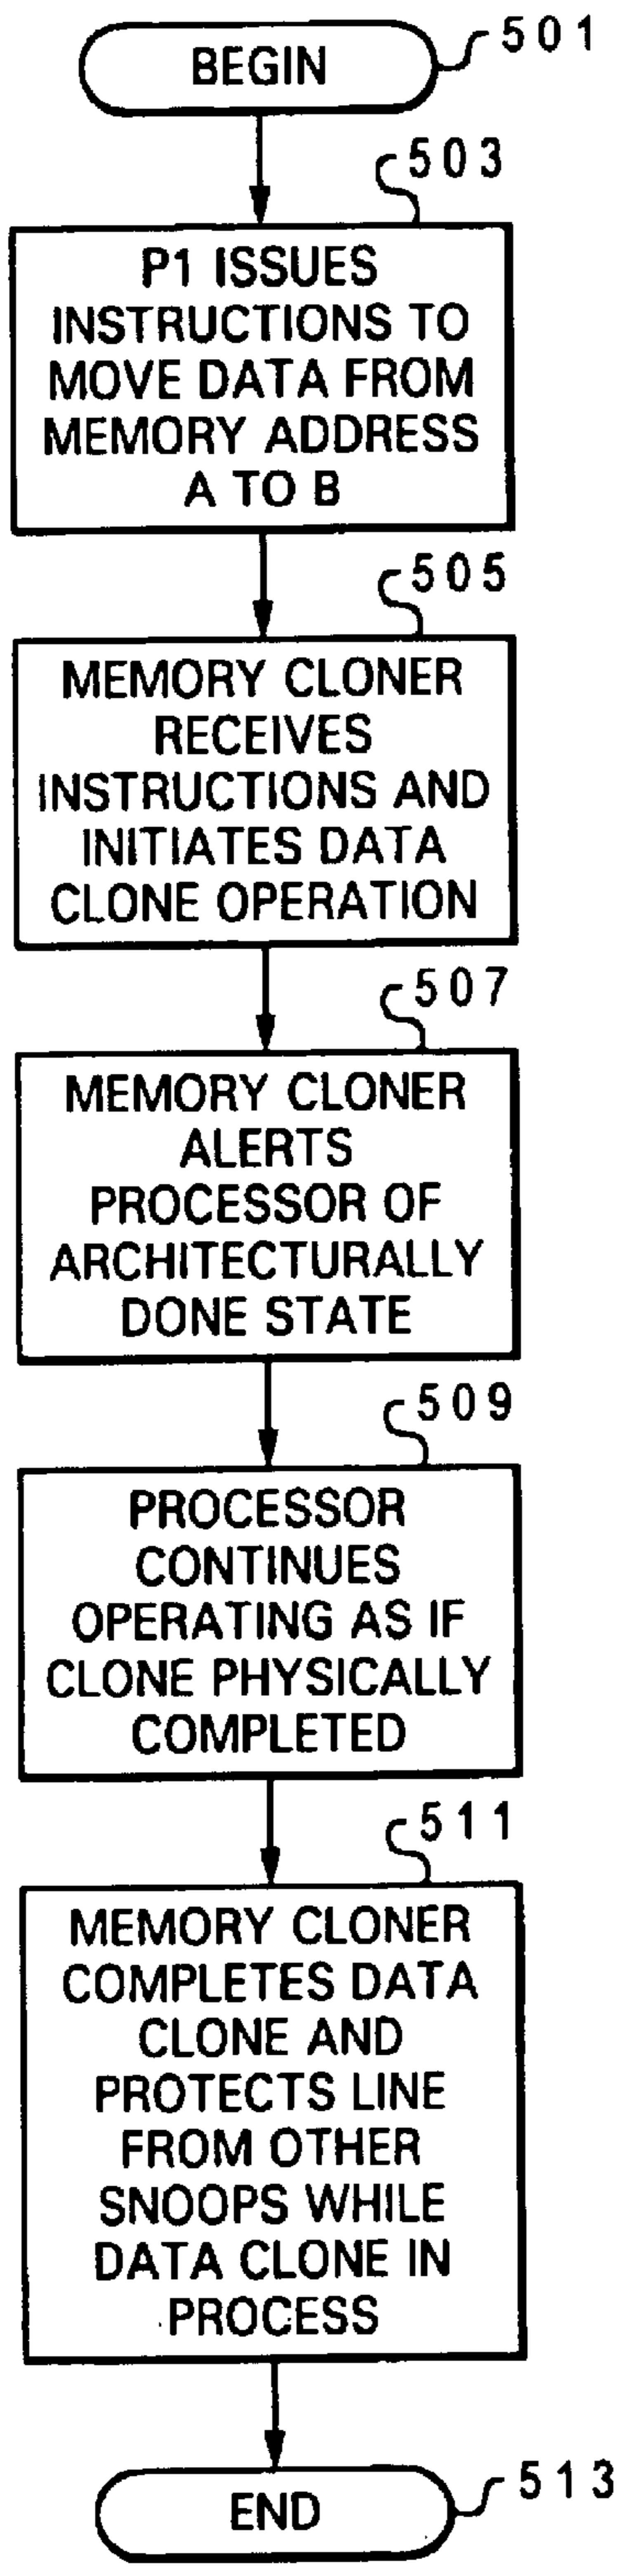 BEGIN
501
503
P1 ISSUES
INSTRUCTIONS TO
MOVE DATA FROM
MEMORY ADDRESS
A TO B
505
MEMORY CLONER
RECEIVES
INSTRUCTIONS AND
INITIATES DATA
CLONE OPERATION
507
MEMORY CLONER
ALERTS
PROCESSOR OF
ARCHITECTURALLY
DONE STATE
509
PROCESSOR
CONTINUES
OPERATING AS IF
CLONE PHYSICALLY
COMPLETED
511
MEMORY CLONER
COMPLETES DATA
CLONE AND
PROTECTS LINE
FROM OTHER
SNOOPS WHILE
DATA CLONE IN
PROCESS
END
513